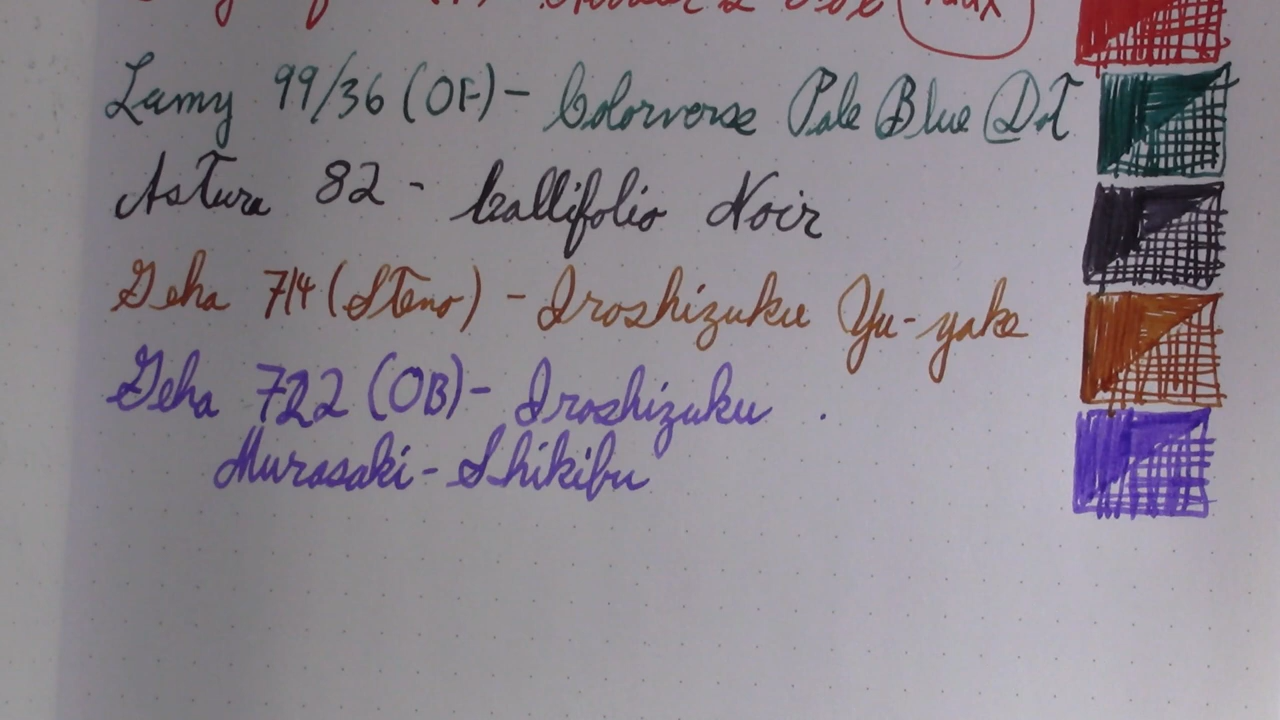 Lamy 99/36 (OF) - Colorverse Pale Blue Dot
Astura 82 - Kallifolio Noir
Geha 714 (Steno) - Iroshizuku Yu-yake
Geha 722 (OB) - Iroshizuku
Murasaki-Shikibu